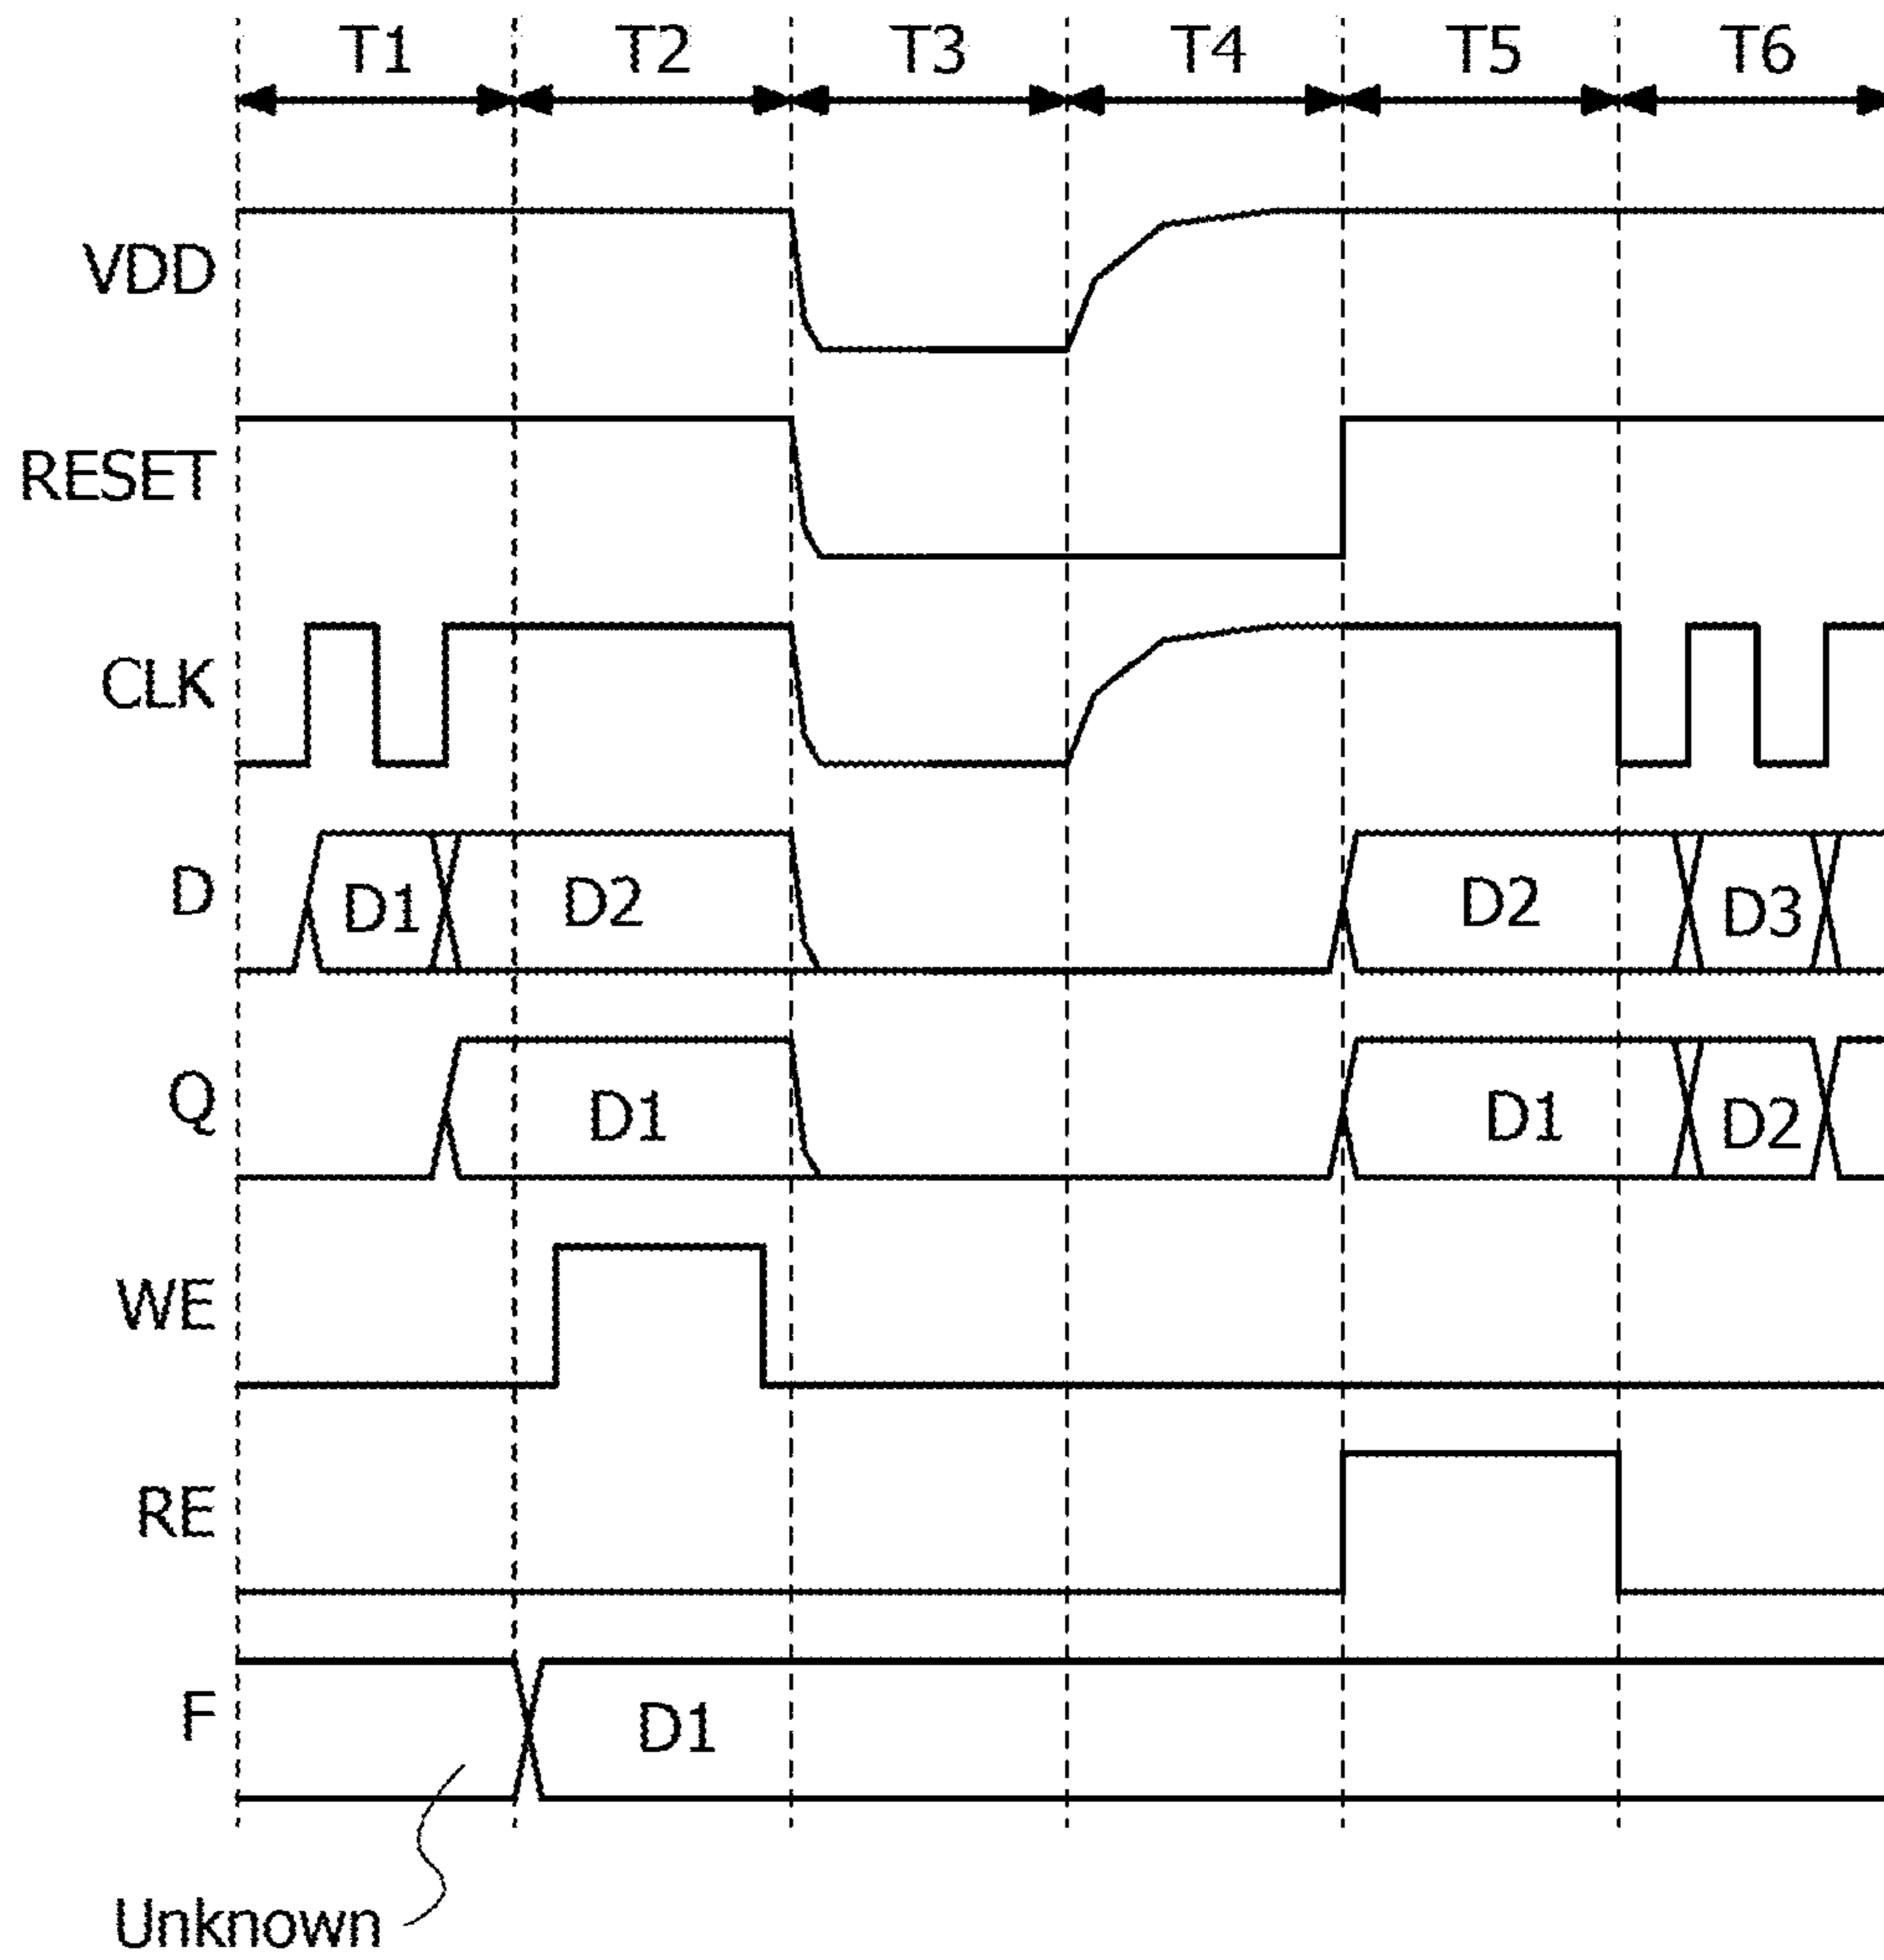 T1 T2 T3 T4 T5 T6
VDD
RESET
CLK
D D1 D2 D2 D3
Q D1 D1 D2
WE
RE
F D1
Unknown